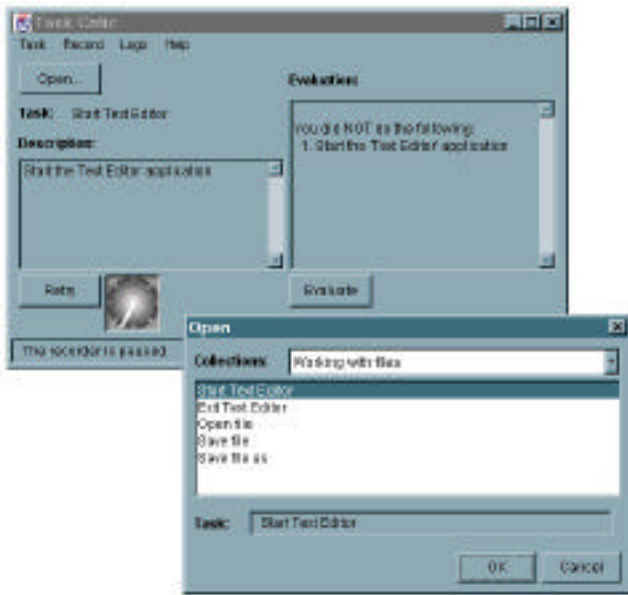 Task Critic
Task Record Logs Help
Open...
Evaluation:
Task: Start Text Editor
You did NOT do the following:
1. Start the 'Text Editor' application
Description:
Start the Text Editor application
Retry
Evaluate
The recorder is paused.
Open
Collections: Working with files
Start Text Editor
Exit Text Editor
Open file
Save file
Save file as
Task: Start Text Editor
OK Cancel